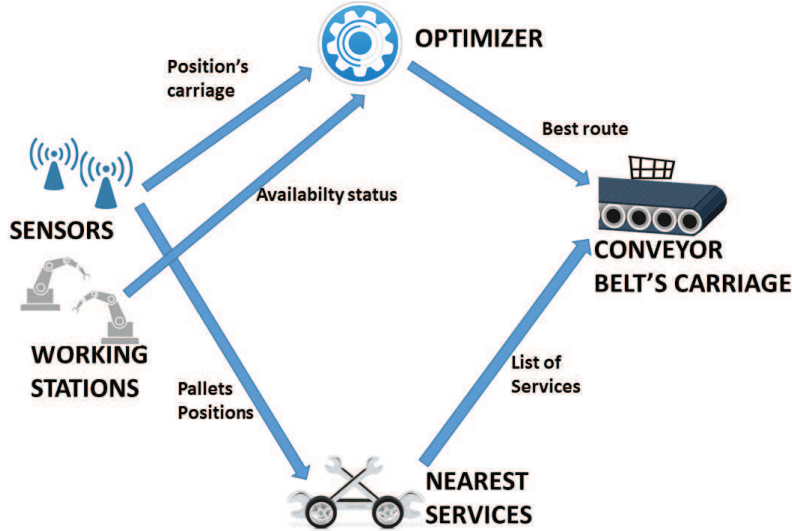 OPTIMIZER
Position's
carriage
Best route
Availabilty status
SENSORS
CONVEYOR
BELT'S CARRIAGE
WORKING
STATIONS
List of
Services
Pallets
Positions
NEAREST
SERVICES